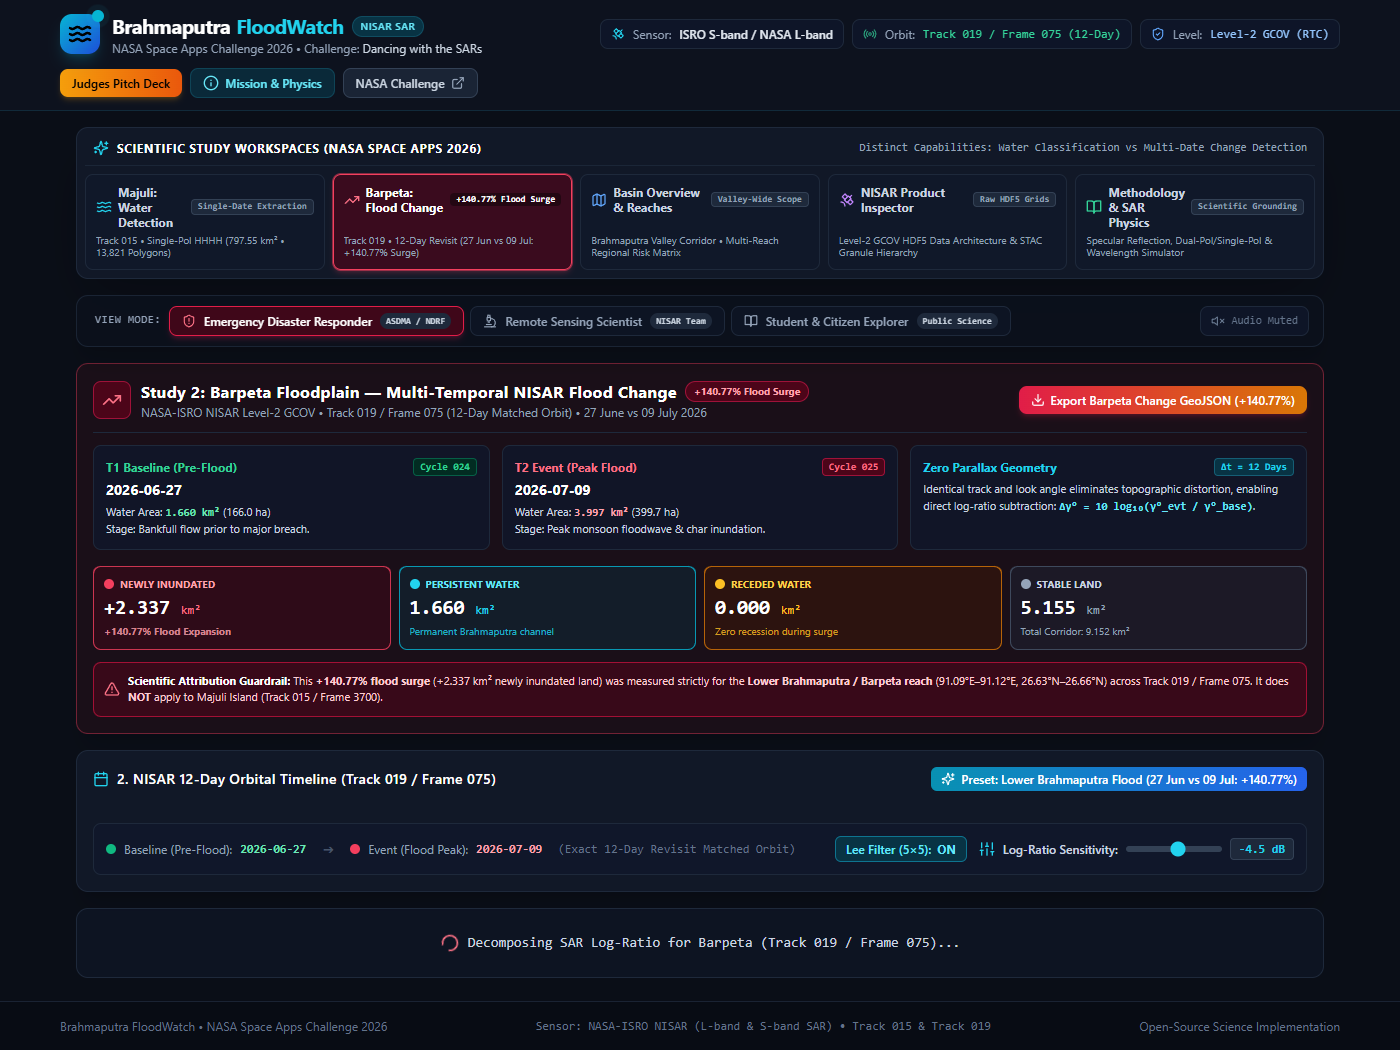 Brahmaputra FloodWatch NISAR SAR
NASA Space Apps Challenge 2026 • Challenge: Dancing with the SARs
Sensor: ISRO S-band / NASA L-band
Orbit: Track 019 / Frame 075 (12-Day)
Level: Level-2 GCOV (RTC)
Judges Pitch Deck
Mission & Physics
NASA Challenge
SCIENTIFIC STUDY WORKSPACES (NASA SPACE APPS 2026)
Distinct Capabilities: Water Classification vs Multi-Date Change Detection
Majuli:
Water
Detection
Single-Date Extraction
Track 015 • Single-Pol HHHH (797.55 km² •
13,821 Polygons)
Barpeta:
Flood Change
+140.77% Flood Surge
Track 019 • 12-Day Revisit (27 Jun vs 09 Jul:
+140.77% Surge)
Basin Overview
& Reaches
Valley-Wide Scope
Brahmaputra Valley Corridor • Multi-Reach
Regional Risk Matrix
NISAR Product
Inspector
Raw HDF5 Grids
Level-2 GCOV HDF5 Data Architecture & STAC
Granule Hierarchy
Methodology
& SAR
Physics
Scientific Grounding
Specular Reflection, Dual-Pol/Single-Pol &
Wavelength Simulator
VIEW MODE:
Emergency Disaster Responder ASDMA / NDRF
Remote Sensing Scientist NISAR Team
Student & Citizen Explorer Public Science
Audio Muted
Study 2: Barpeta Floodplain — Multi-Temporal NISAR Flood Change
+140.77% Flood Surge
NASA-ISRO NISAR Level-2 GCOV • Track 019 / Frame 075 (12-Day Matched Orbit) • 27 June vs 09 July 2026
Export Barpeta Change GeoJSON (+140.77%)
T1 Baseline (Pre-Flood)
Cycle 024
2026-06-27
Water Area: 1.660 km² (166.0 ha)
Stage: Bankfull flow prior to major breach.
T2 Event (Peak Flood)
Cycle 025
2026-07-09
Water Area: 3.997 km² (399.7 ha)
Stage: Peak monsoon floodwave & char inundation.
Zero Parallax Geometry
Δt = 12 Days
Identical track and look angle eliminates topographic distortion, enabling
direct log-ratio subtraction: Δγ⁰ = 10 log₁₀(γ⁰_evt / γ⁰_base).
NEWLY INUNDATED
+2.337 km²
+140.77% Flood Expansion
PERSISTENT WATER
1.660 km²
Permanent Brahmaputra channel
RECEDED WATER
0.000 km²
Zero recession during surge
STABLE LAND
5.155 km²
Total Corridor: 9.152 km²
Scientific Attribution Guardrail: This +140.77% flood surge (+2.337 km² newly inundated land) was measured strictly for the Lower Brahmaputra / Barpeta reach (91.09°E–91.12°E, 26.63°N–26.66°N) across Track 019 / Frame 075. It does
NOT apply to Majuli Island (Track 015 / Frame 3700).
2. NISAR 12-Day Orbital Timeline (Track 019 / Frame 075)
Preset: Lower Brahmaputra Flood (27 Jun vs 09 Jul: +140.77%)
Baseline (Pre-Flood): 2026-06-27 → Event (Flood Peak): 2026-07-09 (Exact 12-Day Revisit Matched Orbit)
Lee Filter (5×5): ON
Log-Ratio Sensitivity:
-4.5 dB
Decomposing SAR Log-Ratio for Barpeta (Track 019 / Frame 075)...
Brahmaputra FloodWatch • NASA Space Apps Challenge 2026
Sensor: NASA-ISRO NISAR (L-band & S-band SAR) • Track 015 & Track 019
Open-Source Science Implementation